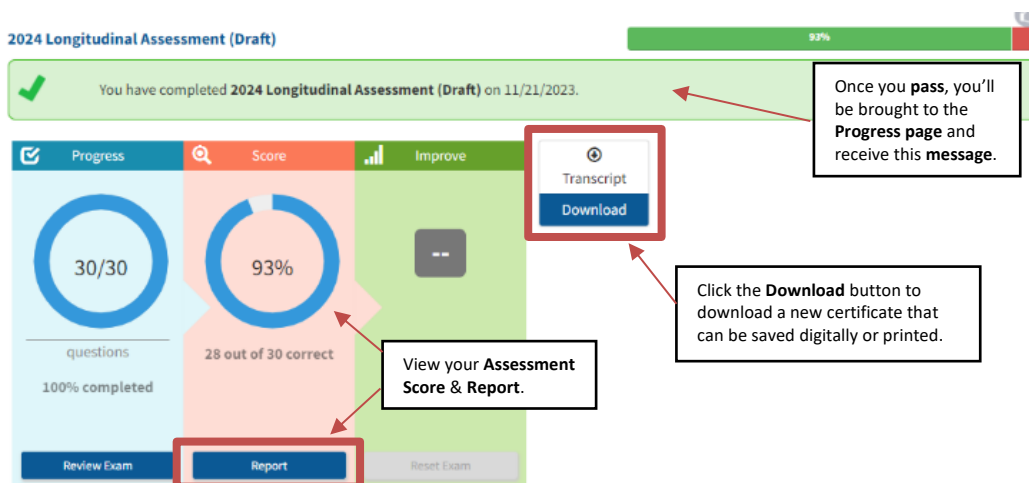 2024 Longitudinal Assessment (Draft)
93%
You have completed 2024 Longitudinal Assessment (Draft) on 11/21/2023.
Once you pass, you'll
be brought to the
Progress page and
receive this message.
Progress
Score
Improve
Transcript
Download
30/30
93%
--
questions
28 out of 30 correct
100% completed
View your Assessment
Score & Report.
Click the Download button to
download a new certificate that
can be saved digitally or printed.
Review Exam
Report
Reset Exam